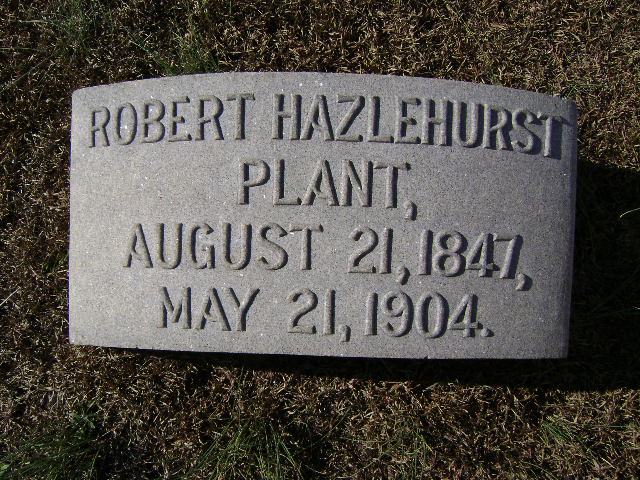 ROBERT HAZLEHURST
PLANT,
AUGUST 21, 1847,
MAY 21, 1904.